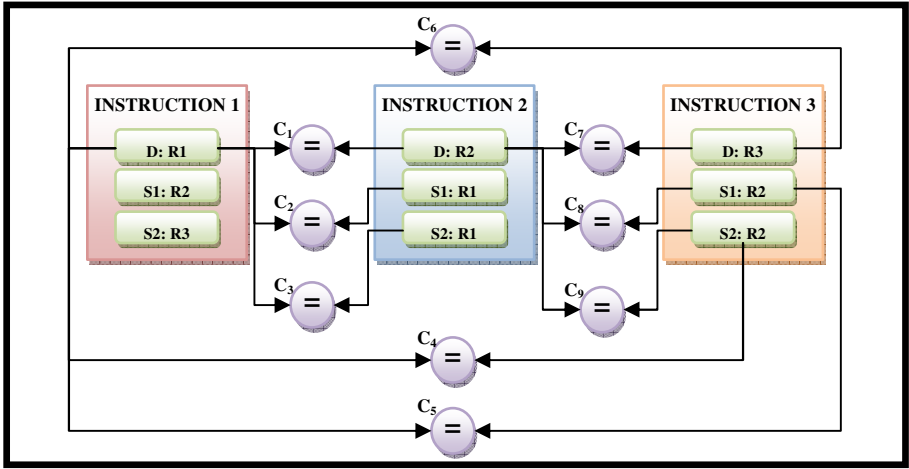 C6
=
INSTRUCTION 1
INSTRUCTION 2
INSTRUCTION 3
C1
=
C7
=
D: R1
D: R2
D: R3
S1: R2
S1: R1
S1: R2
C2
=
C8
=
S2: R3
S2: R1
S2: R2
C3
=
C9
=
C4
=
C5
=